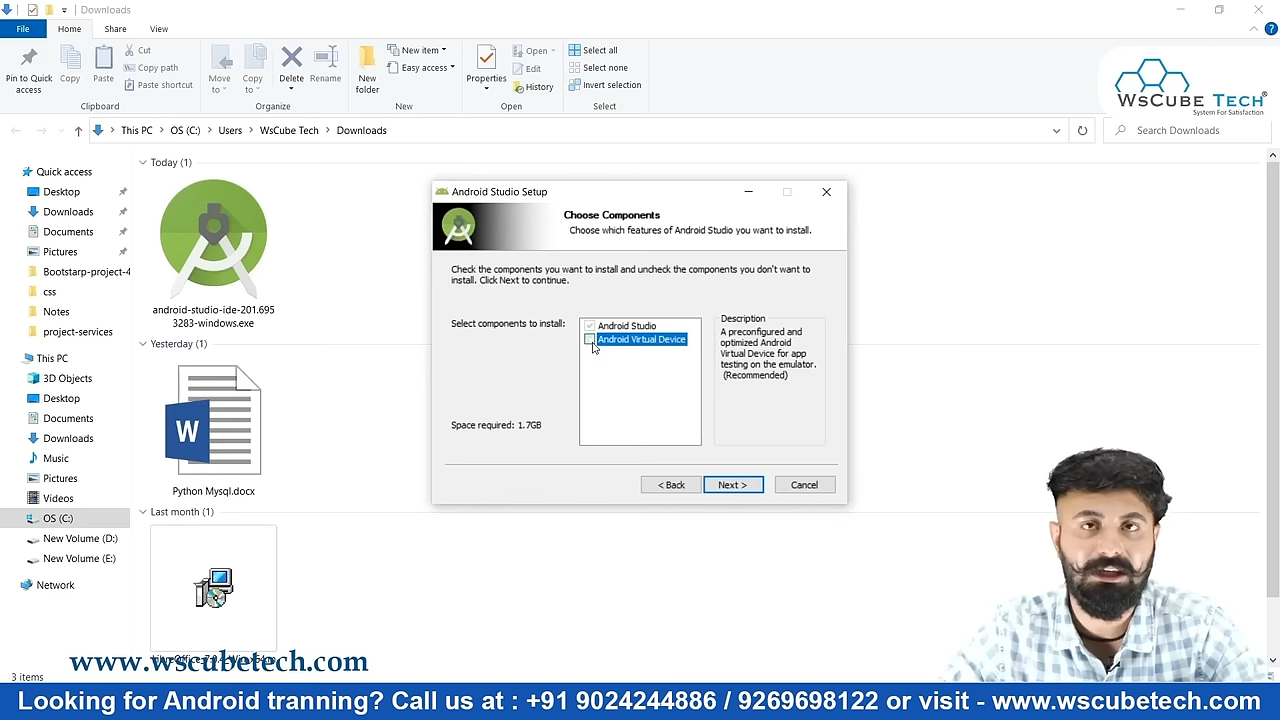 Downloads
File
Home
Share
View
Pin to Quick access
Copy
Paste
Cut
Copy path
Paste shortcut
Clipboard
Move to
Copy to
Delete
Rename
Organize
New folder
New item
Easy access
New
Properties
Open
Edit
History
Open
Select all
Select none
Invert selection
Select
WsCube Tech®
System For Satisfaction
This PC
OS (C:)
Users
WsCube Tech
Downloads
Search Downloads
Quick access
Desktop
Downloads
Documents
Pictures
Bootstarp-project-4
css
Notes
project-services
This PC
3D Objects
Desktop
Documents
Downloads
Music
Pictures
Videos
OS (C:)
New Volume (D:)
New Volume (E:)
Network
3 items
Today (1)
android-studio-ide-201.695
3283-windows.exe
Yesterday (1)
W
Python Mysql.docx
Last month (1)
Android Studio Setup
Choose Components
Choose which features of Android Studio you want to install.
Check the components you want to install and uncheck the components you don't want to
install. Click Next to continue.
Select components to install:
Android Studio
Android Virtual Device
Description
A preconfigured and
optimized Android
Virtual Device for app
testing on the emulator.
(Recommended)
Space required: 1.7GB
< Back
Next >
Cancel
www.wscubetech.com
Looking for Android tranning? Call us at : +91 9024244886 / 9269698122 or visit - www.wscubetech.com